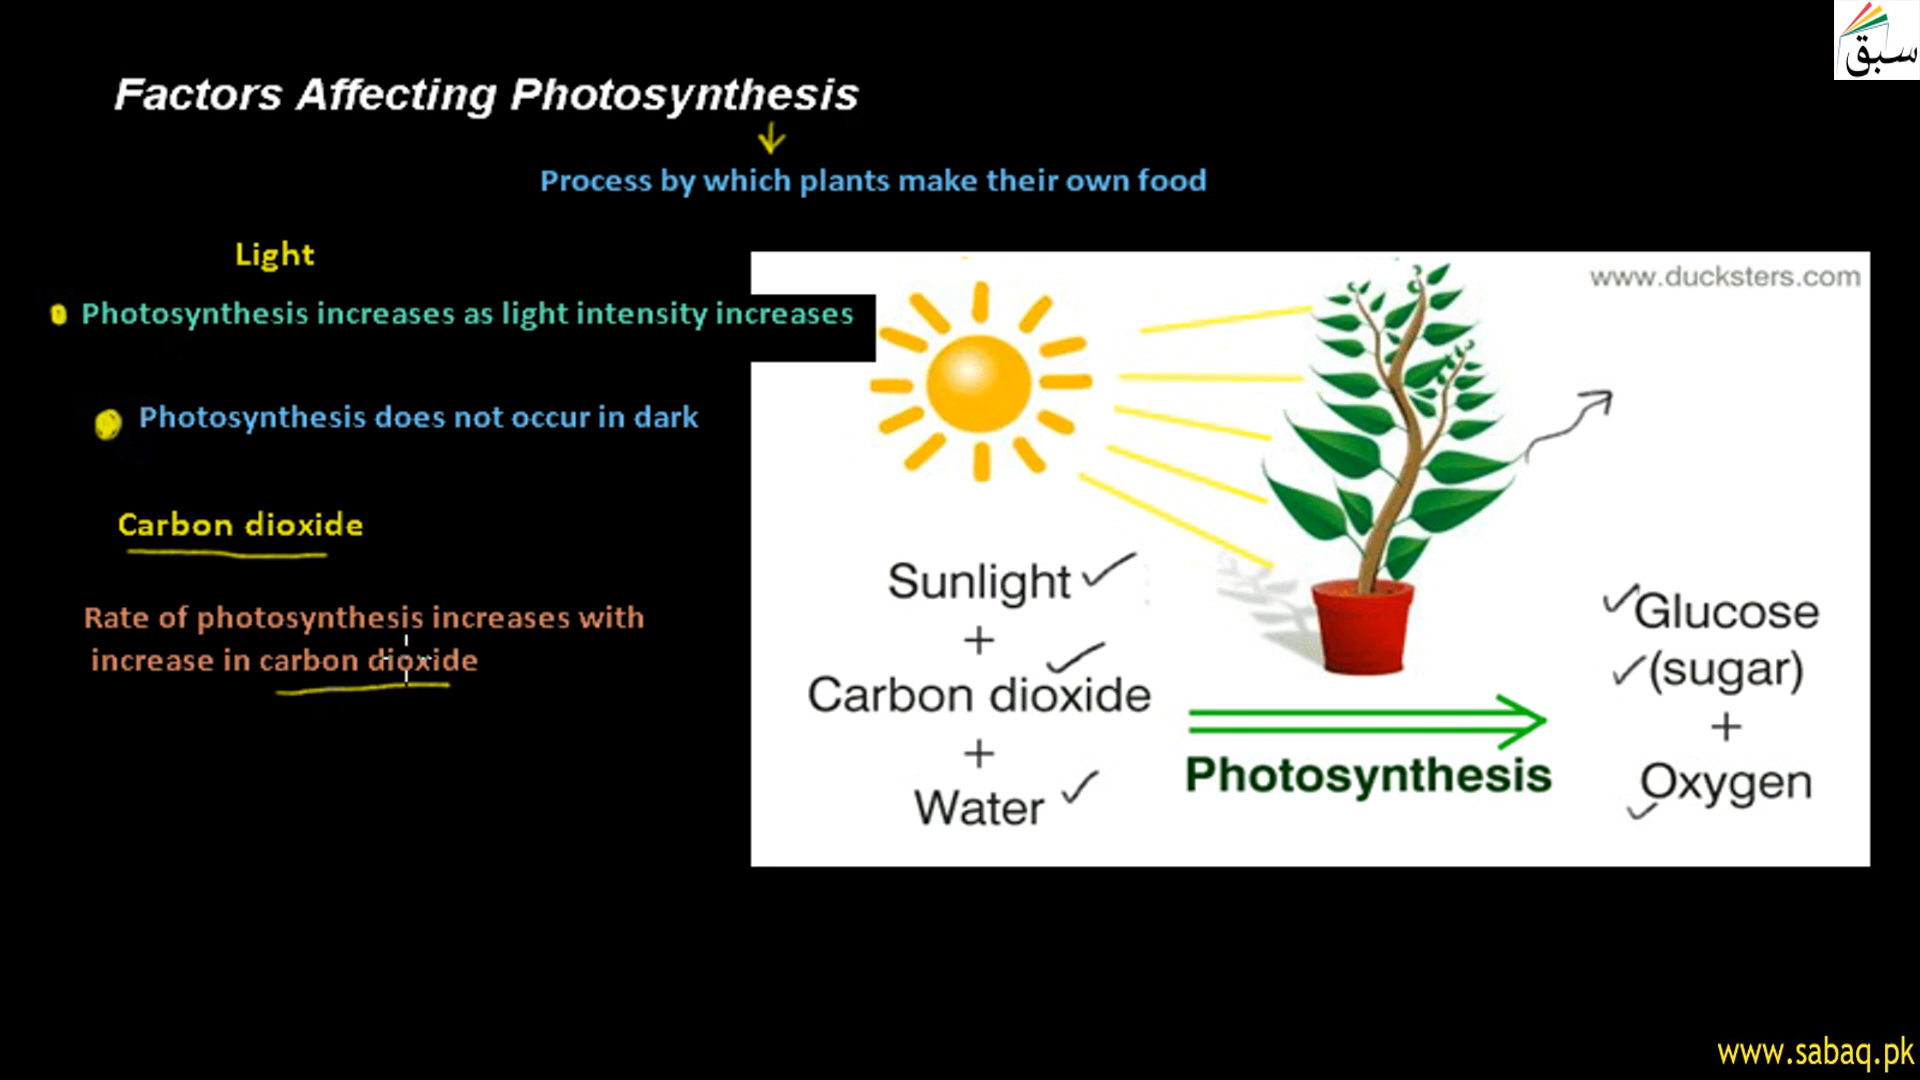 سبق
Factors Affecting Photosynthesis
Process by which plants make their own food
Light
Photosynthesis increases as light intensity increases
Photosynthesis does not occur in dark
Carbon dioxide
Rate of photosynthesis increases with
increase in carbon dioxide
www.ducksters.com
Sunlight
+
Carbon dioxide
+
Water
Photosynthesis
Glucose
(sugar)
+
Oxygen
www.sabaq.pk